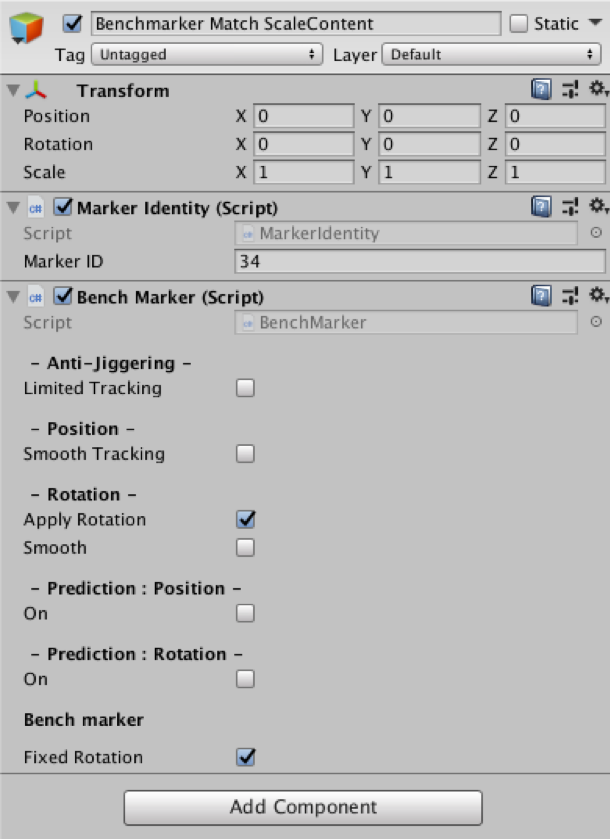 Benchmarker Match ScaleContent Static
Tag Untagged Layer Default
Transform
Position X 0 Y 0 Z 0
Rotation X 0 Y 0 Z 0
Scale X 1 Y 1 Z 1
C# Marker Identity (Script)
Script MarkerIdentity
Marker ID 34
C# Bench Marker (Script)
Script BenchMarker
- Anti-Jiggering -
Limited Tracking
- Position -
Smooth Tracking
- Rotation -
Apply Rotation
Smooth
- Prediction : Position -
On
- Prediction : Rotation -
On
Bench marker
Fixed Rotation
Add Component